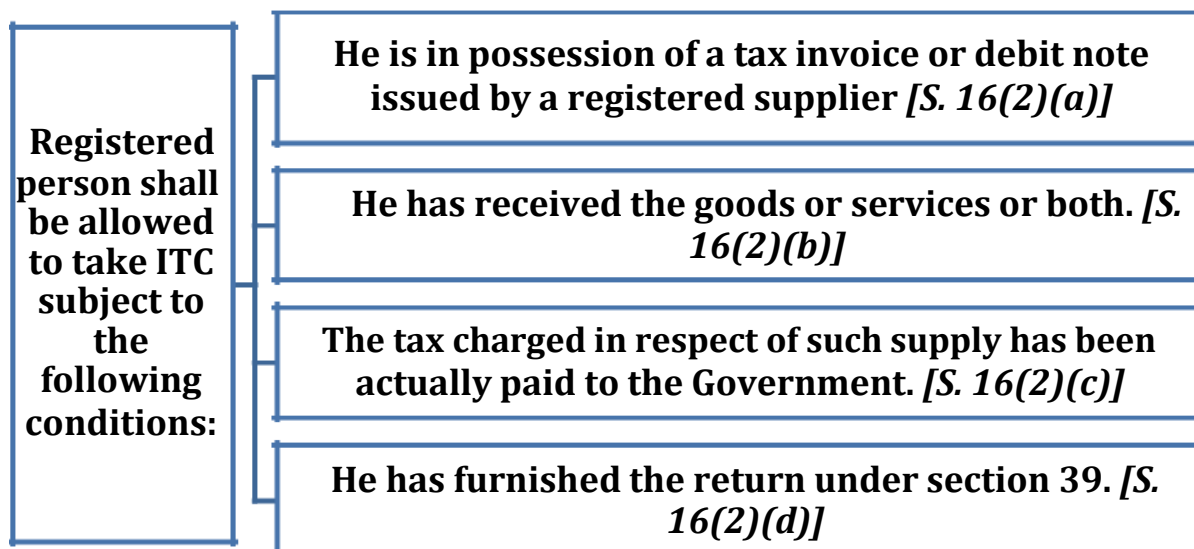 Registered
person shall
be allowed
to take ITC
subject to
the
following
conditions:
He is in possession of a tax invoice or debit note
issued by a registered supplier [S. 16(2)(a)]
He has received the goods or services or both. [S.
16(2)(b)]
The tax charged in respect of such supply has been
actually paid to the Government. [S. 16(2)(c)]
He has furnished the return under section 39. [S.
16(2)(d)]